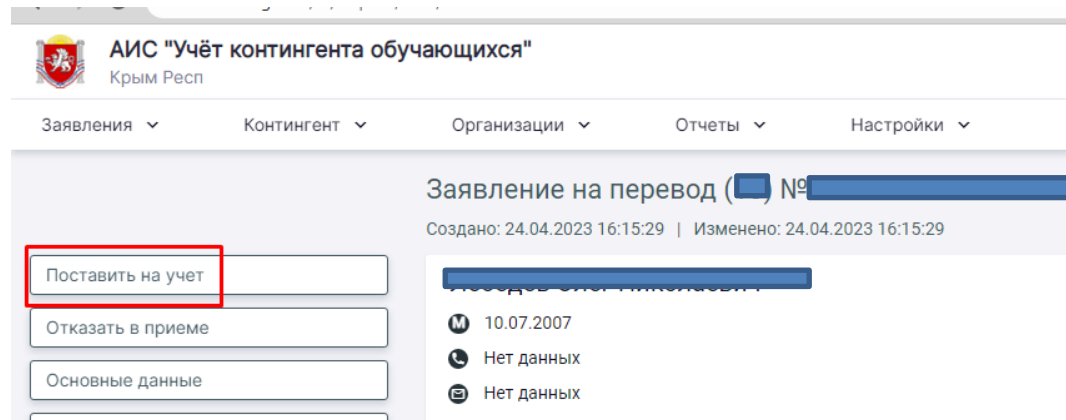 АИС "Учёт контингента обучающихся"
Крым Респ
Заявления Контингент Организации Отчеты Настройки
Заявление на перевод ( ) №
Создано: 24.04.2023 16:15:29 | Изменено: 24.04.2023 16:15:29
Поставить на учет
Отказать в приеме
Основные данные
М 10.07.2007
Нет данных
Нет данных